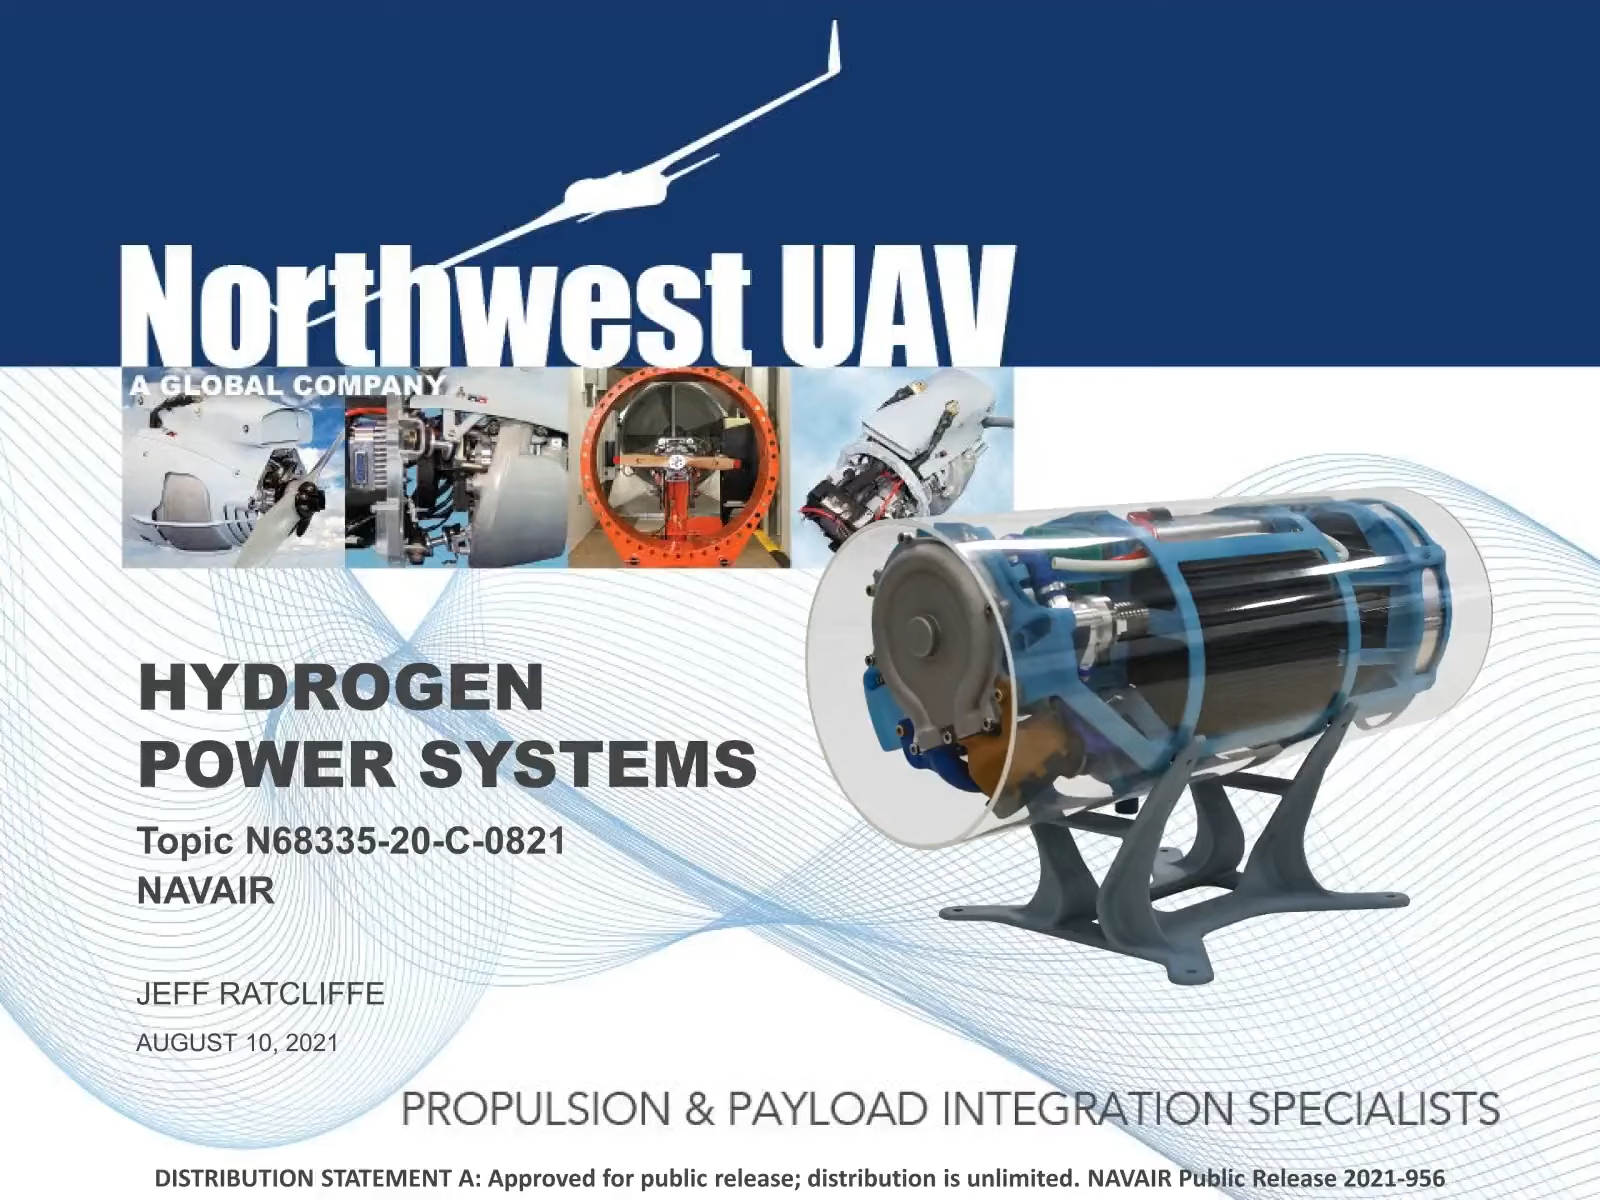 Northwest UAV
A GLOBAL COMPANY
HYDROGEN
POWER SYSTEMS
Topic N68335-20-C-0821
NAVAIR
JEFF RATCLIFFE
AUGUST 10, 2021
PROPULSION & PAYLOAD INTEGRATION SPECIALISTS
DISTRIBUTION STATEMENT A: Approved for public release; distribution is unlimited. NAVAIR Public Release 2021-956